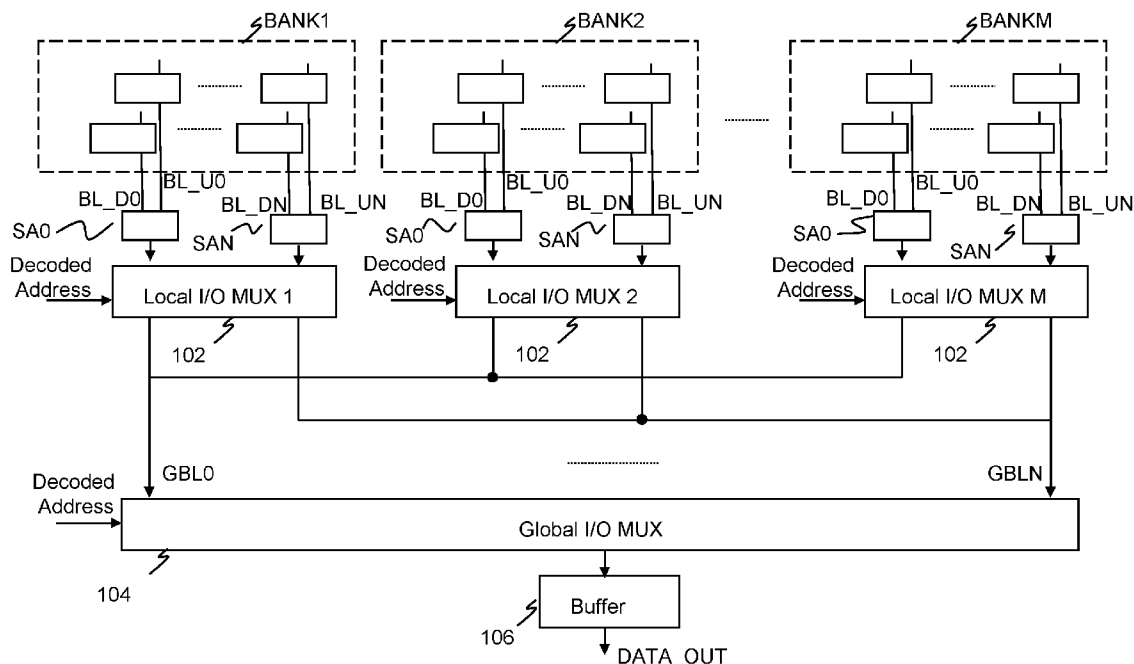 BANK1
BANK2
BANKM
BL_U0
BL_U0
BL_U0
BL_D0
BL_DN
BL_UN
BL_D0
BL_DN
BL_UN
BL_D0
BL_DN
BL_UN
SA0
SAN
SA0
SAN
SA0
SAN
Decoded
Address
Decoded
Address
Decoded
Address
Local I/O MUX 1
Local I/O MUX 2
Local I/O MUX M
102
102
102
GBL0
GBLN
Decoded
Address
Global I/O MUX
104
Buffer
106
DATA_OUT